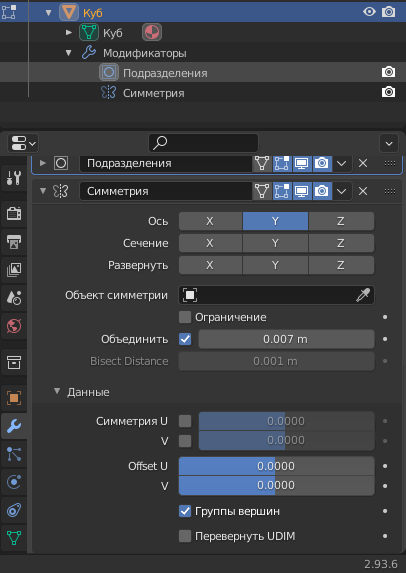 Куб
Куб
Модификаторы
Подразделения
Симметрия
Подразделения
Симметрия
Ось X Y Z
Сечение X Y Z
Развернуть X Y Z
Объект симметрии
Ограничение
Объединить 0.007 m
Bisect Distance 0.001 m
Данные
Симметрия U 0.0000
V 0.0000
Offset U 0.0000
V 0.0000
Группы вершин
Перевернуть UDIM
2.93.6